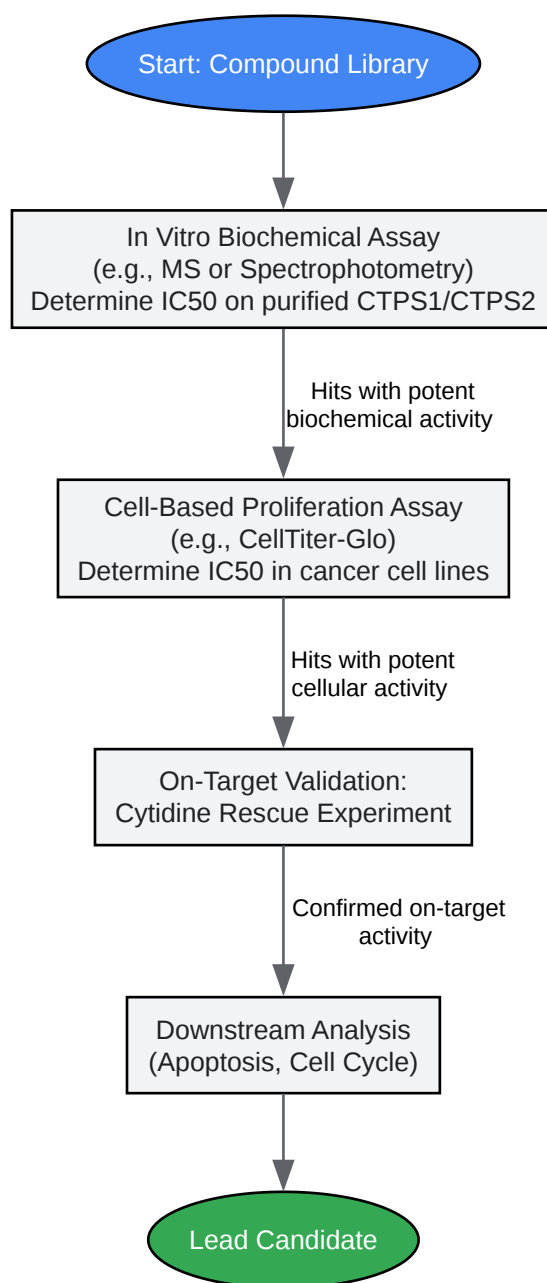 Start: Compound Library
In Vitro Biochemical Assay
(e.g., MS or Spectrophotometry)
Determine IC50 on purified CTPS1/CTPS2
Hits with potent
biochemical activity
Cell-Based Proliferation Assay
(e.g., CellTiter-Glo)
Determine IC50 in cancer cell lines
Hits with potent
cellular activity
On-Target Validation:
Cytidine Rescue Experiment
Confirmed on-target
activity
Downstream Analysis
(Apoptosis, Cell Cycle)
Lead Candidate